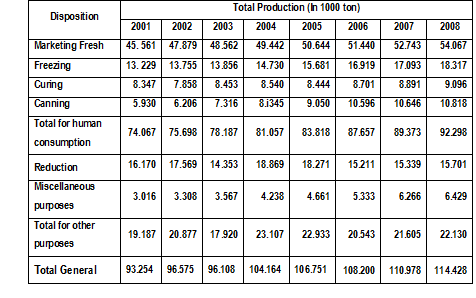 Disposition Total Production (In 1000 ton)
2001 2002 2003 2004 2005 2006 2007 2008
Marketing Fresh 45.561 47.879 48.562 49.442 50.644 51.440 52.743 54.067
Freezing 13.229 13.755 13.856 14.730 15.681 16.919 17.093 18.317
Curing 8.347 7.858 8.453 8.540 8.444 8.701 8.891 9.096
Canning 5.930 6.206 7.316 8.i345 9.050 10.596 10.646 10.818
Total for human
consumption 74.067 75.698 78.187 81.057 83.818 87.657 89.373 92.298
Reduction 16.170 17.569 14.353 18.869 18.271 15.211 15.339 15.701
Miscellaneous
purposes 3.016 3.308 3.567 4.238 4.661 5.333 6.266 6.429
Total for other
purposes 19.187 20.877 17.920 23.107 22.933 20.543 21.605 22.130
Total General 93.254 96.575 96.108 104.164 106.751 108.200 110.978 114.428